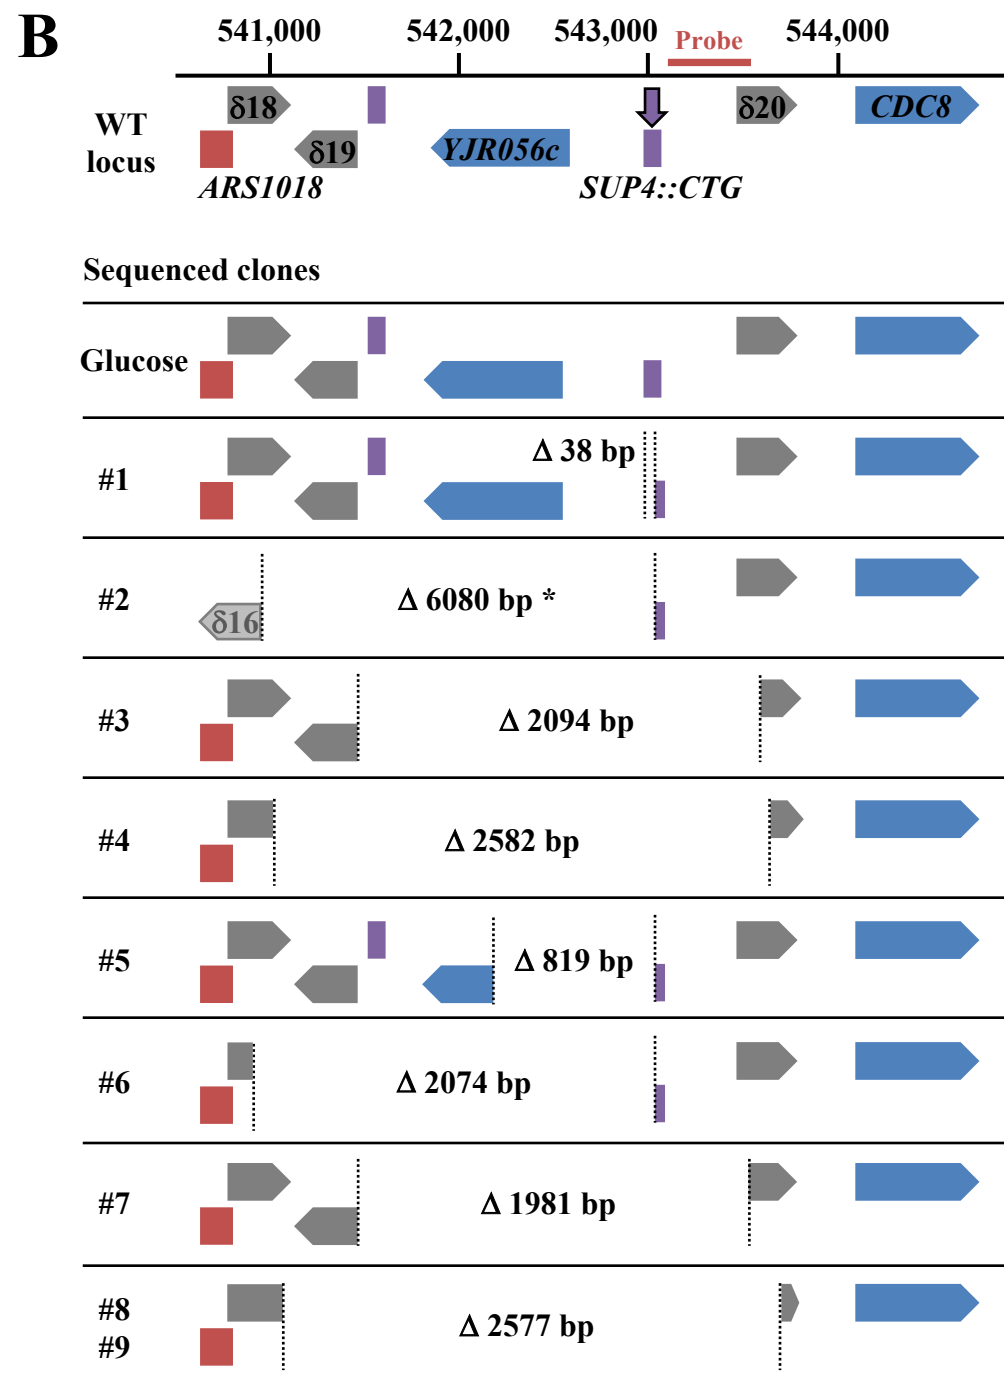 B
541,000 542,000 543,000 Probe 544,000
WT locus
δ18 δ20 CDC8
δ19 YJR056c
ARS1018 SUP4::CTG
Sequenced clones
Glucose
#1 Δ 38 bp
#2 δ16 Δ 6080 bp *
#3 Δ 2094 bp
#4 Δ 2582 bp
#5 Δ 819 bp
#6 Δ 2074 bp
#7 Δ 1981 bp
#8
#9 Δ 2577 bp